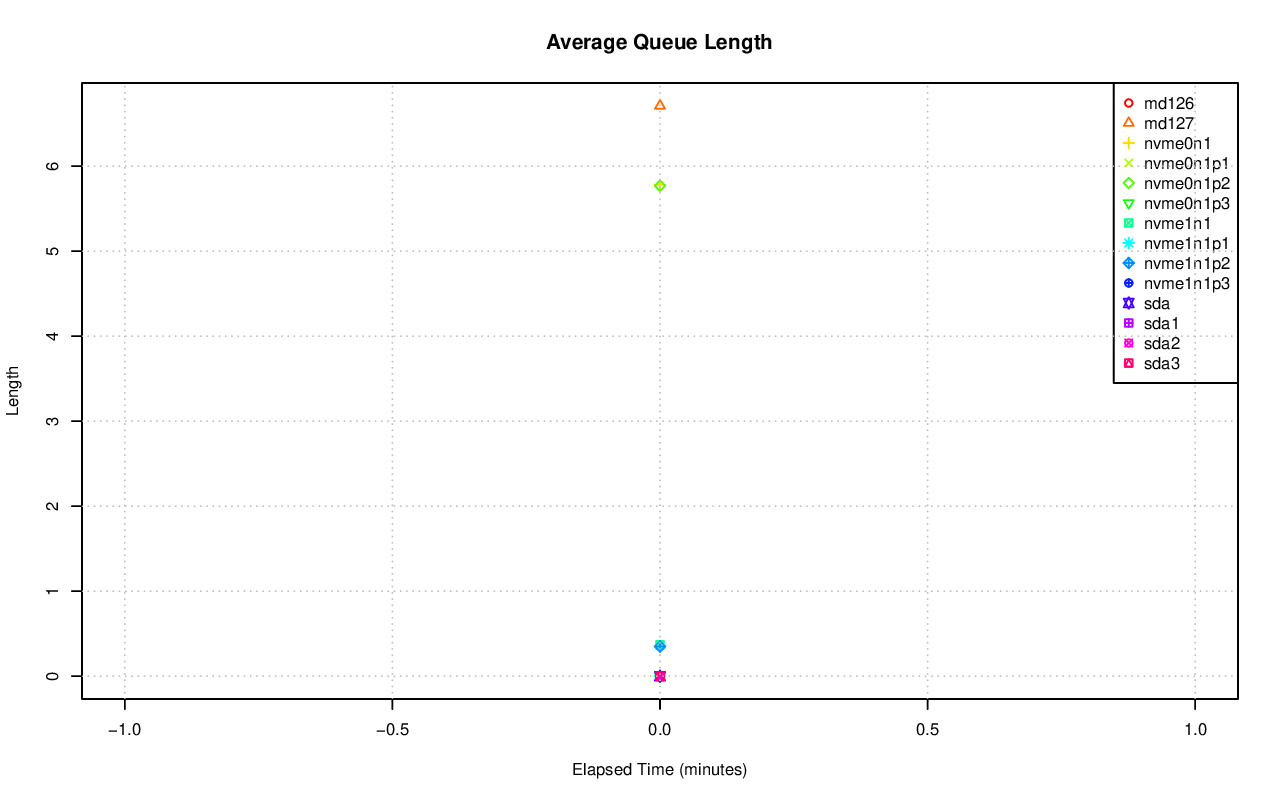 Average Queue Length
md126
md127
nvme0n1
nvme0n1p1
nvme0n1p2
nvme0n1p3
nvme1n1
nvme1n1p1
nvme1n1p2
nvme1n1p3
sda
sda1
sda2
sda3
6
5
4
3
2
1
0
Length
−1.0 −0.5 0.0 0.5 1.0
Elapsed Time (minutes)